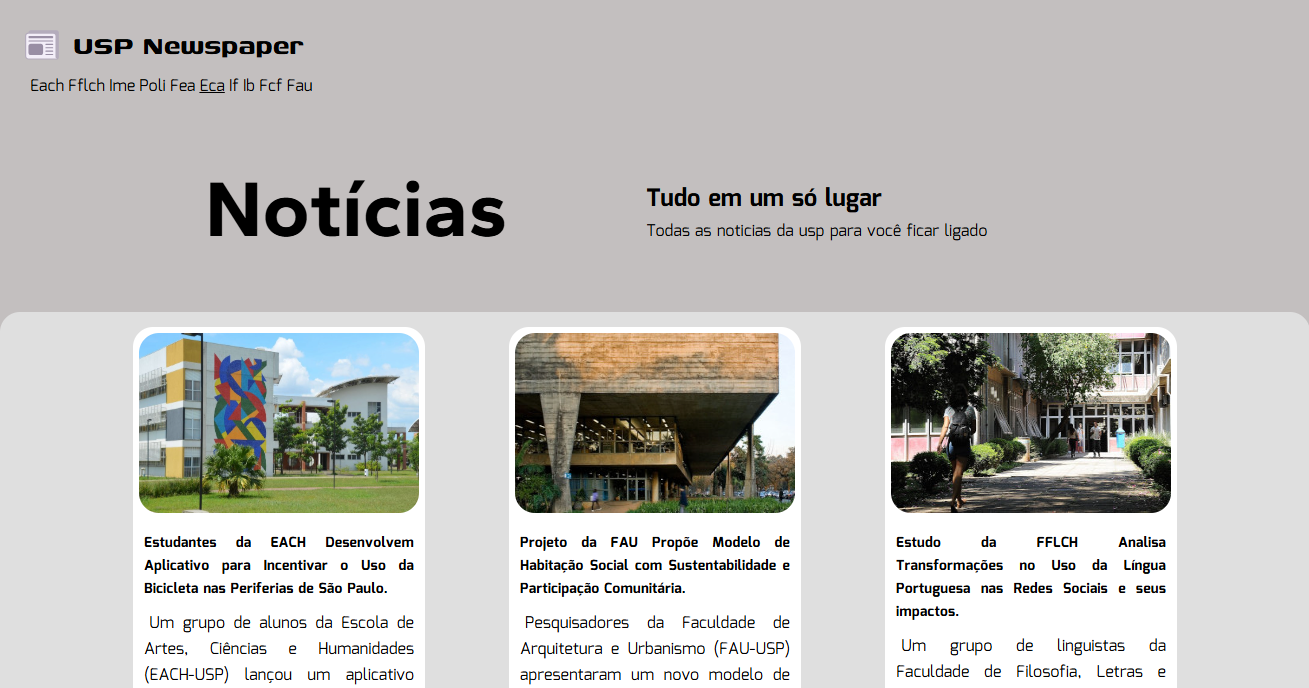 USP Newspaper
Each Fflch Ime Poli Fea Eca If Ib Fcf Fau
Notícias
Tudo em um só lugar
Todas as noticias da usp para você ficar ligado
Estudantes da EACH Desenvolvem
Aplicativo para Incentivar o Uso da
Bicicleta nas Periferias de São Paulo.
Um grupo de alunos da Escola de
Artes, Ciências e Humanidades
(EACH-USP) lançou um aplicativo
Projeto da FAU Propõe Modelo de
Habitação Social com Sustentabilidade e
Participação Comunitária.
Pesquisadores da Faculdade de
Arquitetura e Urbanismo (FAU-USP)
apresentaram um novo modelo de
Estudo da FFLCH Analisa
Transformações no Uso da Língua
Portuguesa nas Redes Sociais e seus
impactos.
Um grupo de linguistas da
Faculdade de Filosofia, Letras e